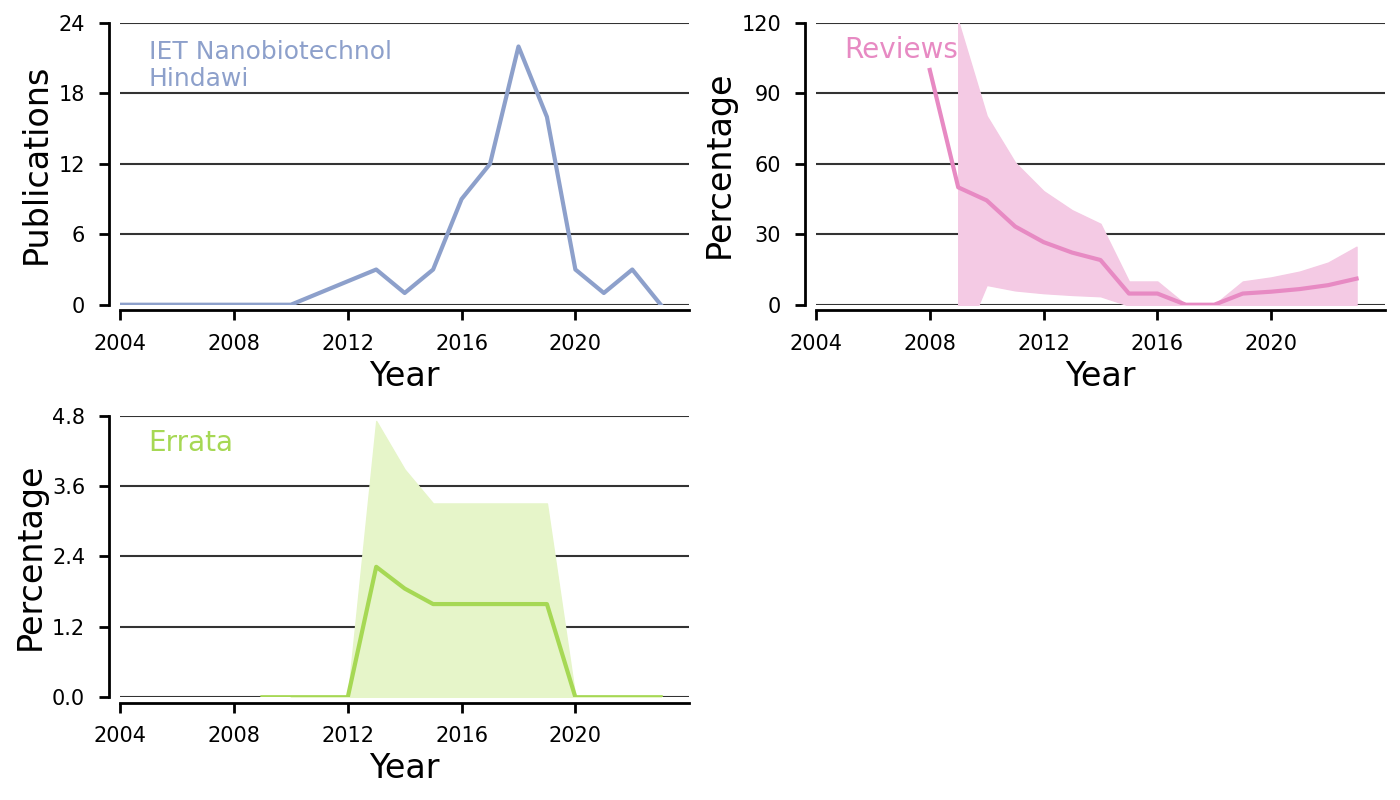 Publications
24
18
12
6
0
IET Nanobiotechnol
Hindawi
2004 2008 2012 2016 2020
Year
Percentage
120
90
60
30
0
Reviews
2004 2008 2012 2016 2020
Year
Percentage
4.8
3.6
2.4
1.2
0.0
Errata
2004 2008 2012 2016 2020
Year